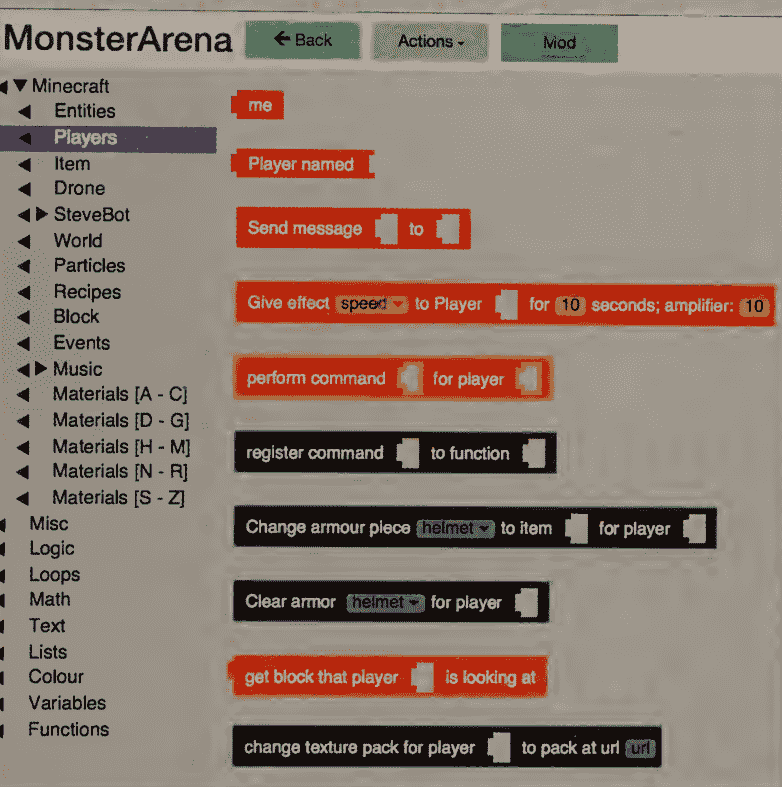 MonsterArena
← Back
Actions
Mod
Minecraft
Entities
Players
Item
Drone
SteveBot
World
Particles
Recipes
Block
Events
Music
Materials [A - C]
Materials [D - G]
Materials [H - M]
Materials [N - R]
Materials [S - Z]
Misc
Logic
Loops
Math
Text
Lists
Colour
Variables
Functions
me
Player named
Send message to
Give effect speed to Player for 10 seconds; amplifier: 10
perform command for player
register command to function
Change armour piece helmet to item for player
Clear armor helmet for player
get block that player is looking at
change texture pack for player to pack at url url